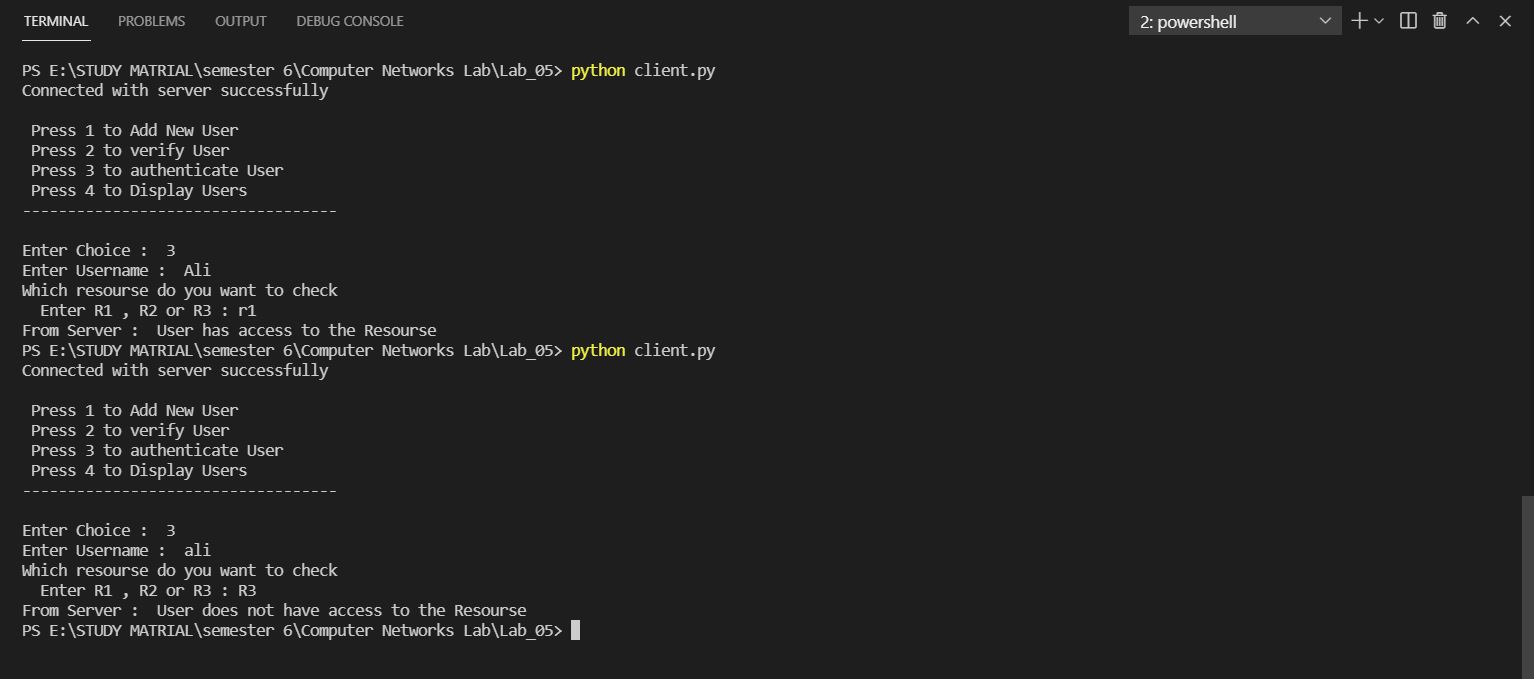 TERMINAL PROBLEMS OUTPUT DEBUG CONSOLE 2: powershell
PS E:\STUDY MATRIAL\semester 6\Computer Networks Lab\Lab_05> python client.py
Connected with server successfully
Press 1 to Add New User
Press 2 to verify User
Press 3 to authenticate User
Press 4 to Display Users
-----------------------------------
Enter Choice :  3
Enter Username :  Ali
Which resourse do you want to check
Enter R1 , R2 or R3 : r1
From Server :  User has access to the Resourse
PS E:\STUDY MATRIAL\semester 6\Computer Networks Lab\Lab_05> python client.py
Connected with server successfully
Press 1 to Add New User
Press 2 to verify User
Press 3 to authenticate User
Press 4 to Display Users
-----------------------------------
Enter Choice :  3
Enter Username :  ali
Which resourse do you want to check
Enter R1 , R2 or R3 : R3
From Server :  User does not have access to the Resourse
PS E:\STUDY MATRIAL\semester 6\Computer Networks Lab\Lab_05>